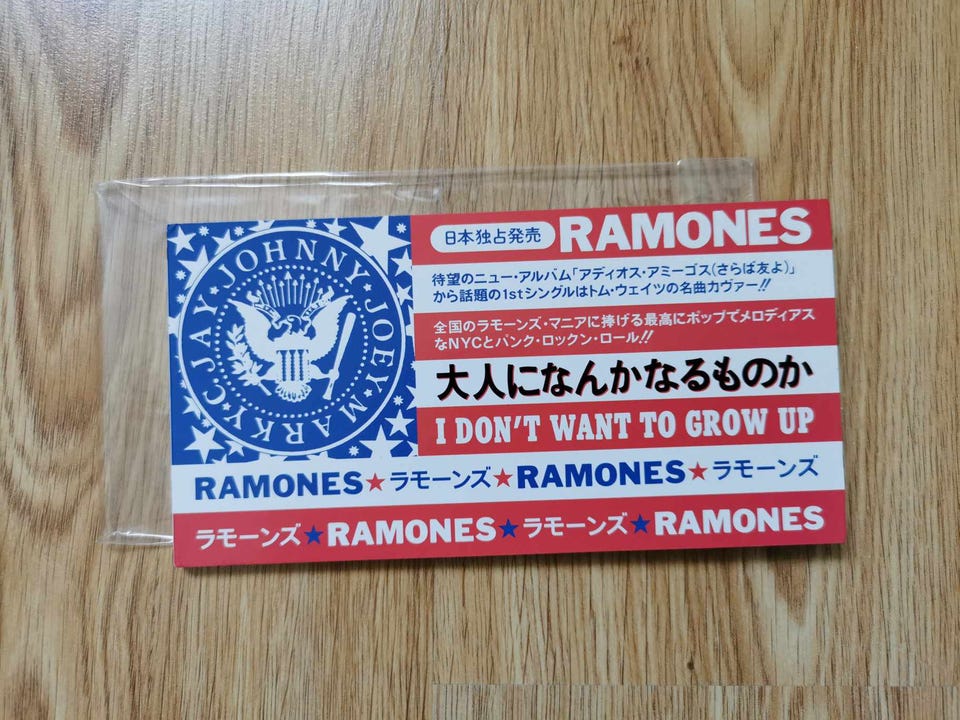 JOHNNY・JOEY・MARKY・C・JAY・
日本独占発売 RAMONES
待望のニュー・アルバム「アディオス・アミーゴス(さらば友よ)」
から話題の1stシングルはトム・ウェイツの名曲カヴァー!!
全国のラモーンズ・マニアに捧げる最高にポップでメロディアス
なNYCとパンク・ロックン・ロール!!
大人になんかなるものか
I DON'T WANT TO GROW UP
RAMONES★ラモーンズ★RAMONES★ラモーンズ
ラモーンズ★RAMONES★ラモーンズ★RAMONES